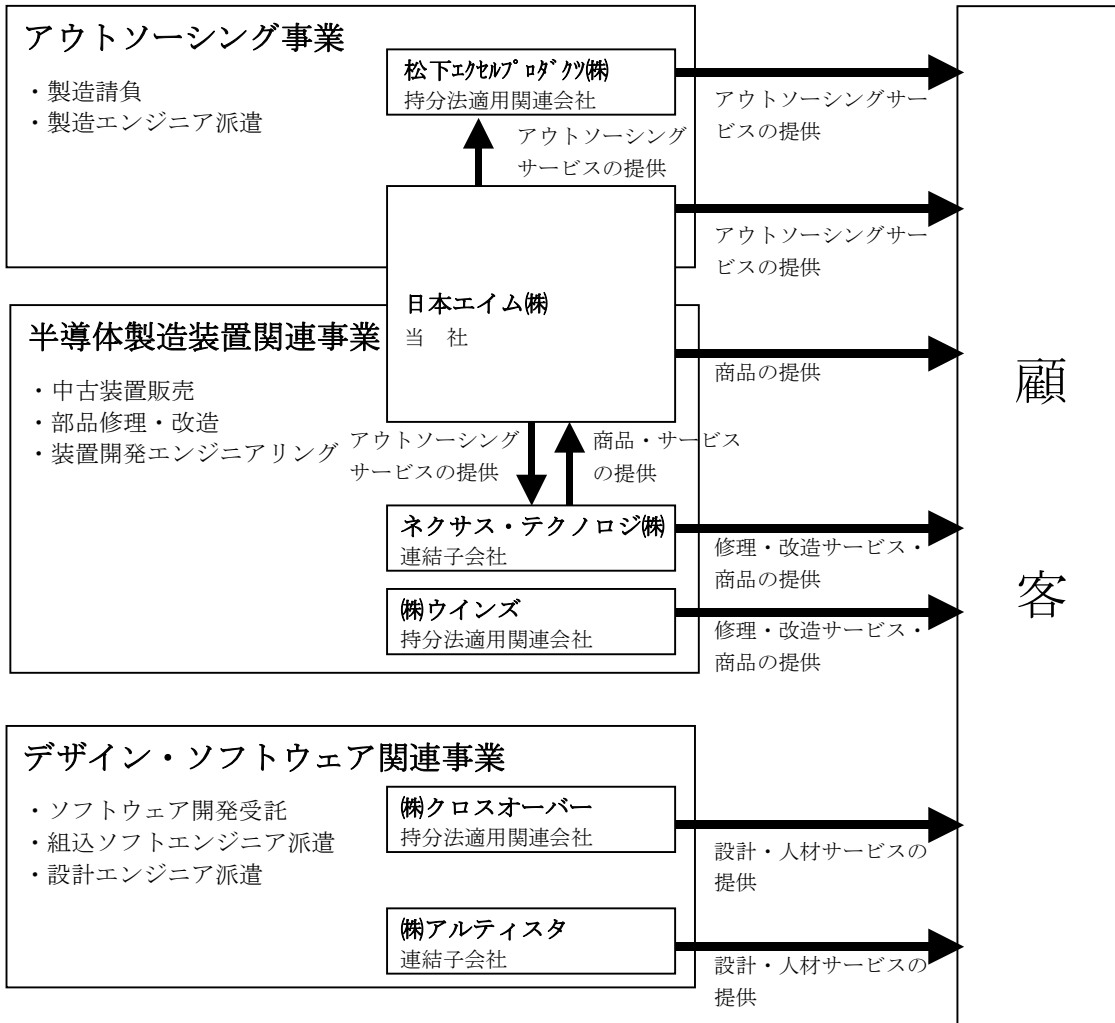 アウトソーシング事業
・製造請負
・製造エンジニア派遣
松下ｴｸｾﾙﾌﾟﾛﾀﾞｸﾂ㈱
持分法適用関連会社
アウトソーシングサー
ビスの提供
アウトソーシング
サービスの提供
アウトソーシングサー
ビスの提供
日本エイム㈱
当　社
半導体製造装置関連事業
・中古装置販売
・部品修理・改造
・装置開発エンジニアリング
商品の提供
アウトソーシング
サービスの提供
商品・サービス
の提供
ネクサス・テクノロジ㈱
連結子会社
修理・改造サービス・
商品の提供
㈱ウインズ
持分法適用関連会社
修理・改造サービス・
商品の提供
デザイン・ソフトウェア関連事業
・ソフトウェア開発受託
・組込ソフトエンジニア派遣
・設計エンジニア派遣
㈱クロスオーバー
持分法適用関連会社
設計・人材サービスの
提供
㈱アルティスタ
連結子会社
設計・人材サービスの
提供
顧
客